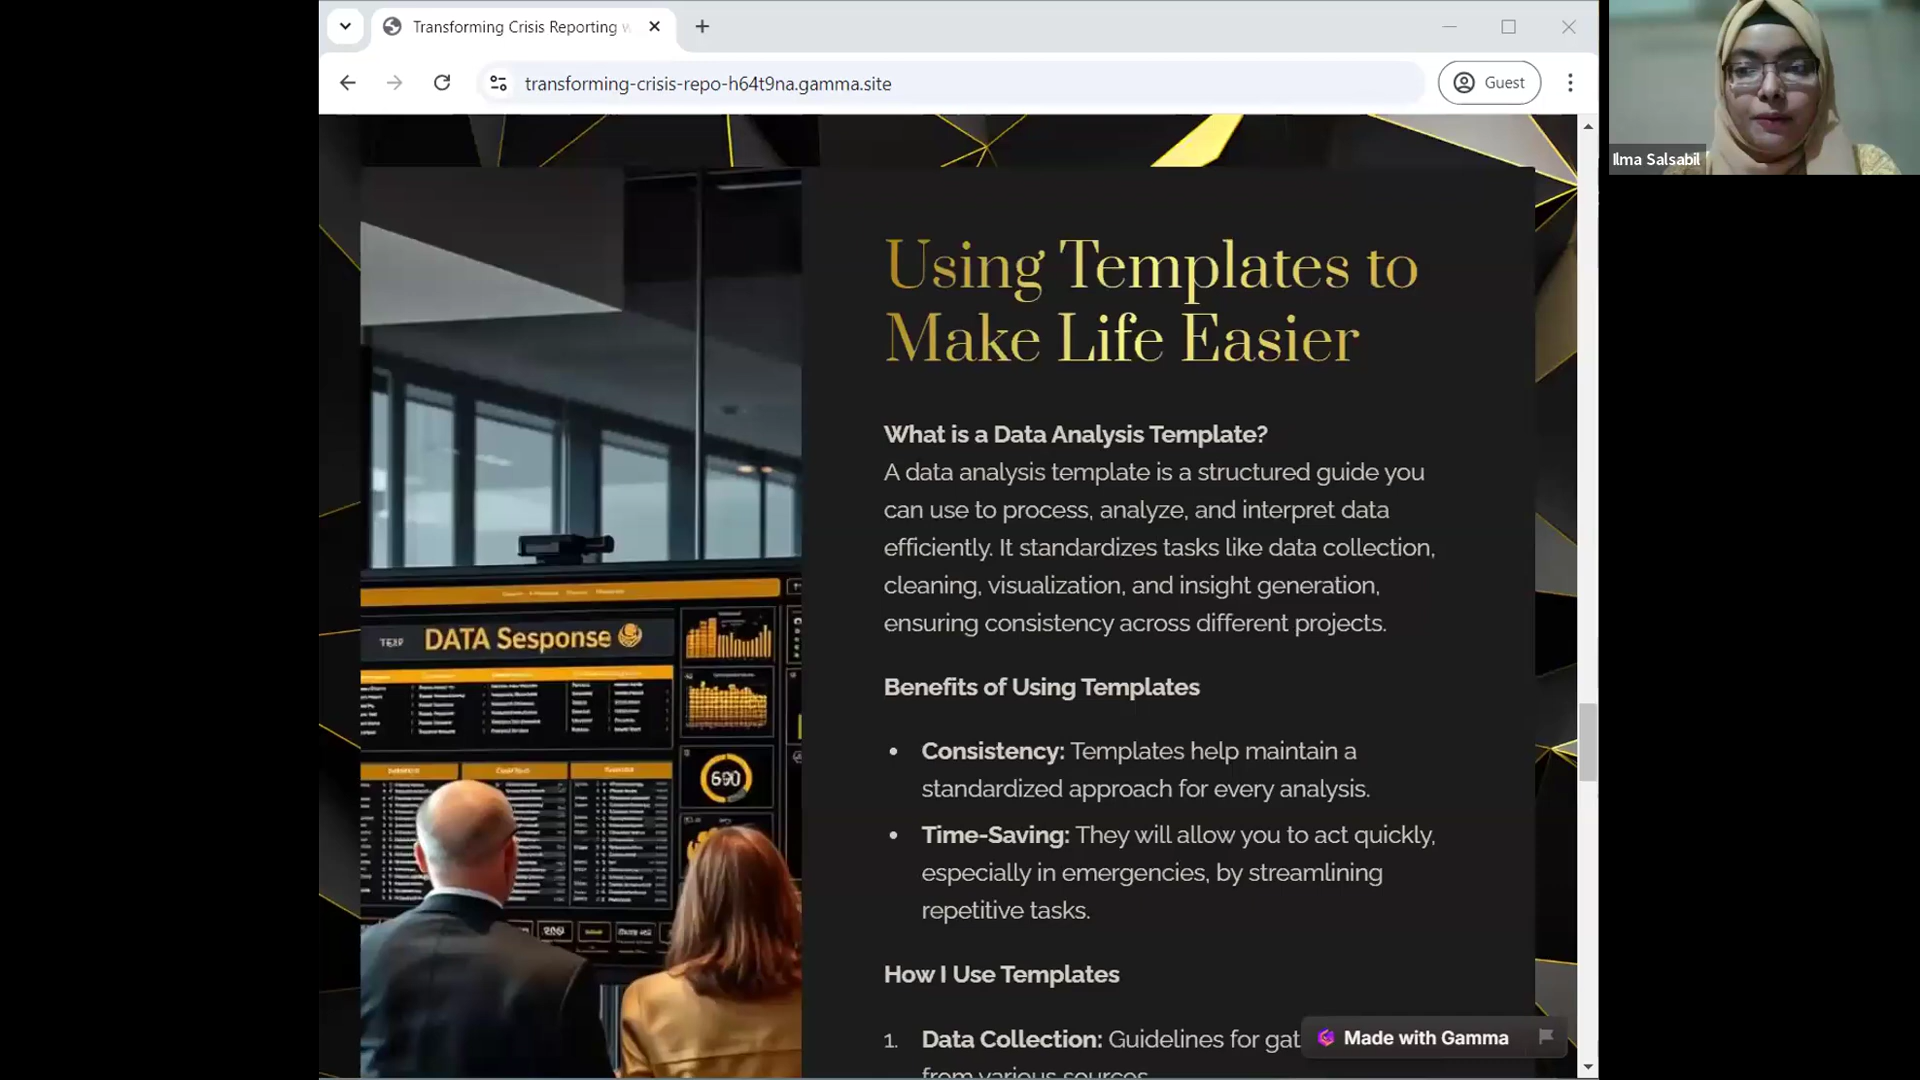 Transforming Crisis Reporting w
transforming-crisis-repo-h64t9na.gamma.site
Guest
Ilma Salsabil
Using Templates to
Make Life Easier
What is a Data Analysis Template?
A data analysis template is a structured guide you
can use to process, analyze, and interpret data
efficiently. It standardizes tasks like data collection,
cleaning, visualization, and insight generation,
ensuring consistency across different projects.
Benefits of Using Templates
• Consistency: Templates help maintain a
standardized approach for every analysis.
• Time-Saving: They will allow you to act quickly,
especially in emergencies, by streamlining
repetitive tasks.
How I Use Templates
1. Data Collection: Guidelines for gat
from various sources.
Made with Gamma
DATA Sesponse